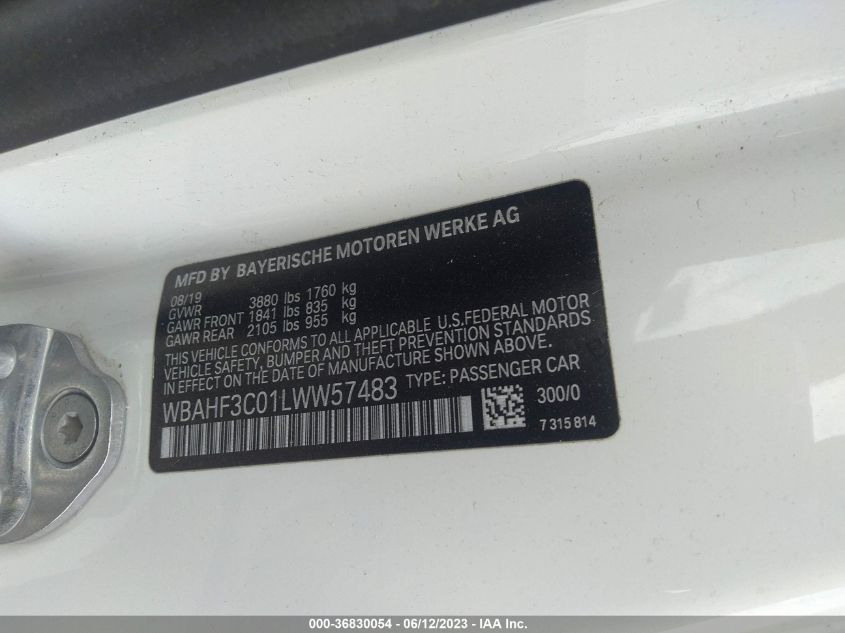 MFD BY BAYERISCHE MOTOREN WERKE AG
08/19
GVWR 3880 lbs 1760 kg
GAWR FRONT 1841 lbs 835 kg
GAWR REAR 2105 lbs 955 kg
THIS VEHICLE CONFORMS TO ALL APPLICABLE U.S.FEDERAL MOTOR
VEHICLE SAFETY, BUMPER AND THEFT PREVENTION STANDARDS
IN EFFECT ON THE DATE OF MANUFACTURE SHOWN ABOVE.
WBAHF3C01LWW57483 TYPE: PASSENGER CAR
300/0
7 315 814
000-36830054 - 06/12/2023 - IAA Inc.